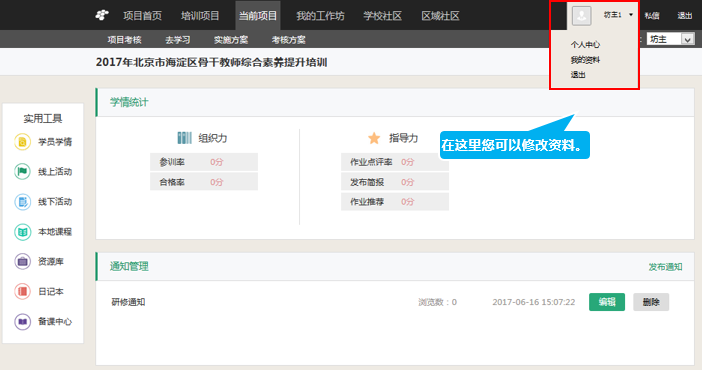 项目首页 培训项目 当前项目 我的工作坊 学校社区 区域社区 坊主1 私信 退出
项目考核 去学习 实施方案 考核方案 坊主
个人中心
我的资料
退出
2017年北京市海淀区骨干教师综合素养提升培训
实用工具
学员学情
线上活动
线下活动
本地课程
资源库
日记本
备课中心
学情统计
组织力
参训率 0分
合格率 0分
指导力
作业点评率 0分
发布简报 0分
作业推荐 0分
在这里您可以修改资料。
通知管理 发布通知
研修通知 浏览数：0 2017-06-16 15:07:22 编辑 删除